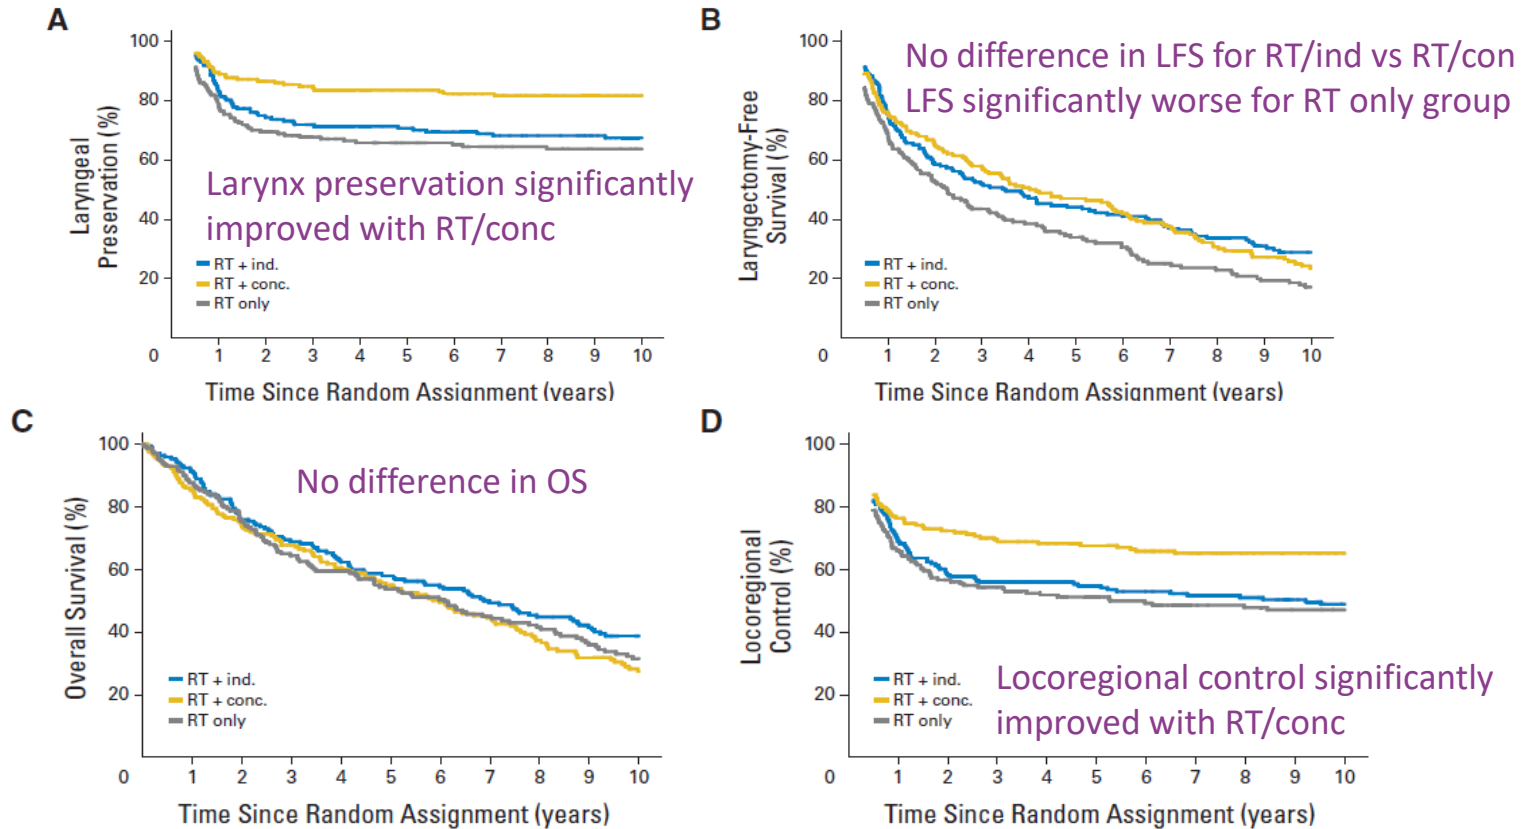 A
100
80
60
40
20
0
Laryngeal
Preservation (%)
Larynx preservation significantly
improved with RT/conc
RT + ind.
RT + conc.
RT only
1 2 3 4 5 6 7 8 9 10
Time Since Random Assignment (years)
B
100
80
60
40
20
0
Laryngectomy-Free
Survival (%)
No difference in LFS for RT/ind vs RT/con
LFS significantly worse for RT only group
RT + ind.
RT + conc.
RT only
1 2 3 4 5 6 7 8 9 10
Time Since Random Assignment (years)
C
100
80
60
40
20
0
Overall Survival (%)
No difference in OS
RT + ind.
RT + conc.
RT only
1 2 3 4 5 6 7 8 9 10
Time Since Random Assignment (years)
D
100
80
60
40
20
0
Locoregional
Control (%)
RT + ind.
RT + conc.
RT only
Locoregional control significantly
improved with RT/conc
1 2 3 4 5 6 7 8 9 10
Time Since Random Assignment (years)